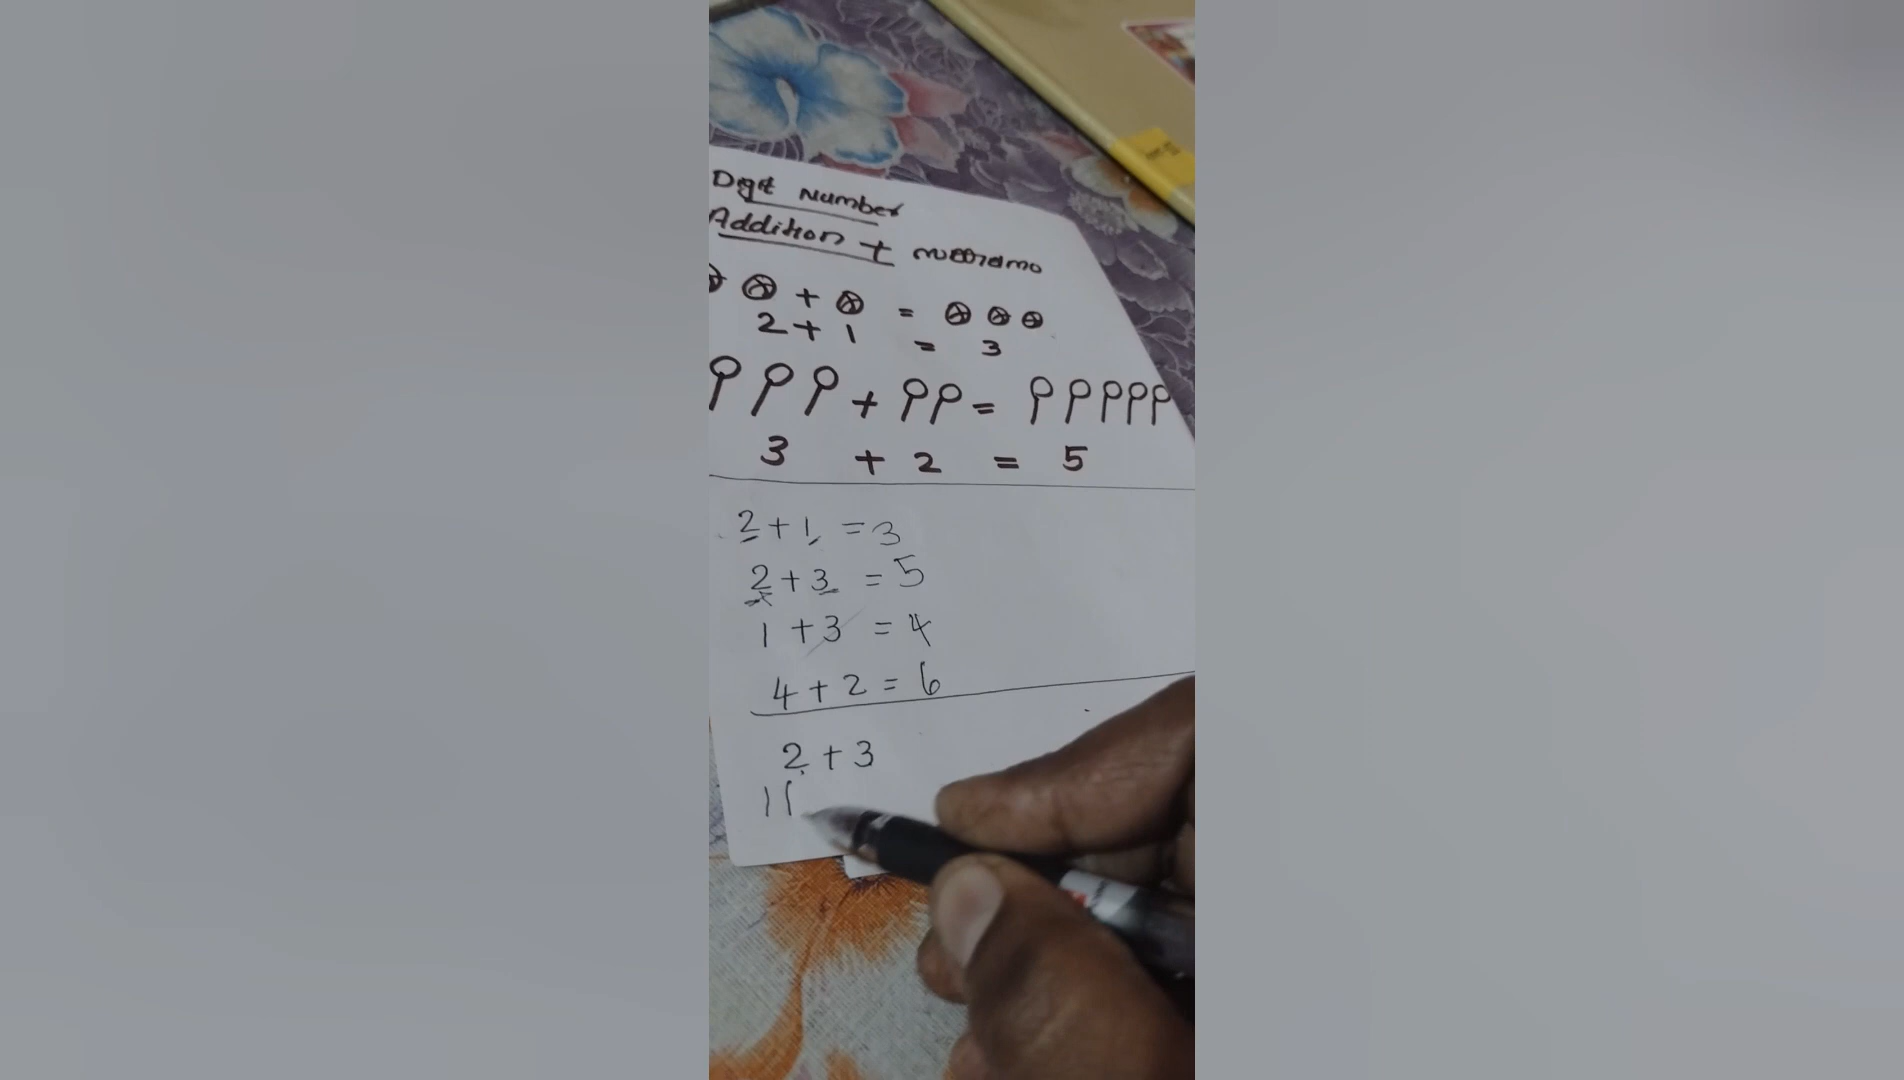 Digit Number
Addition +
+ =
2 + 1 = 3
+ =
3 + 2 = 5
2 + 1 = 3
2 + 3 = 5
1 + 3 = 4
4 + 2 = 6
2 + 3